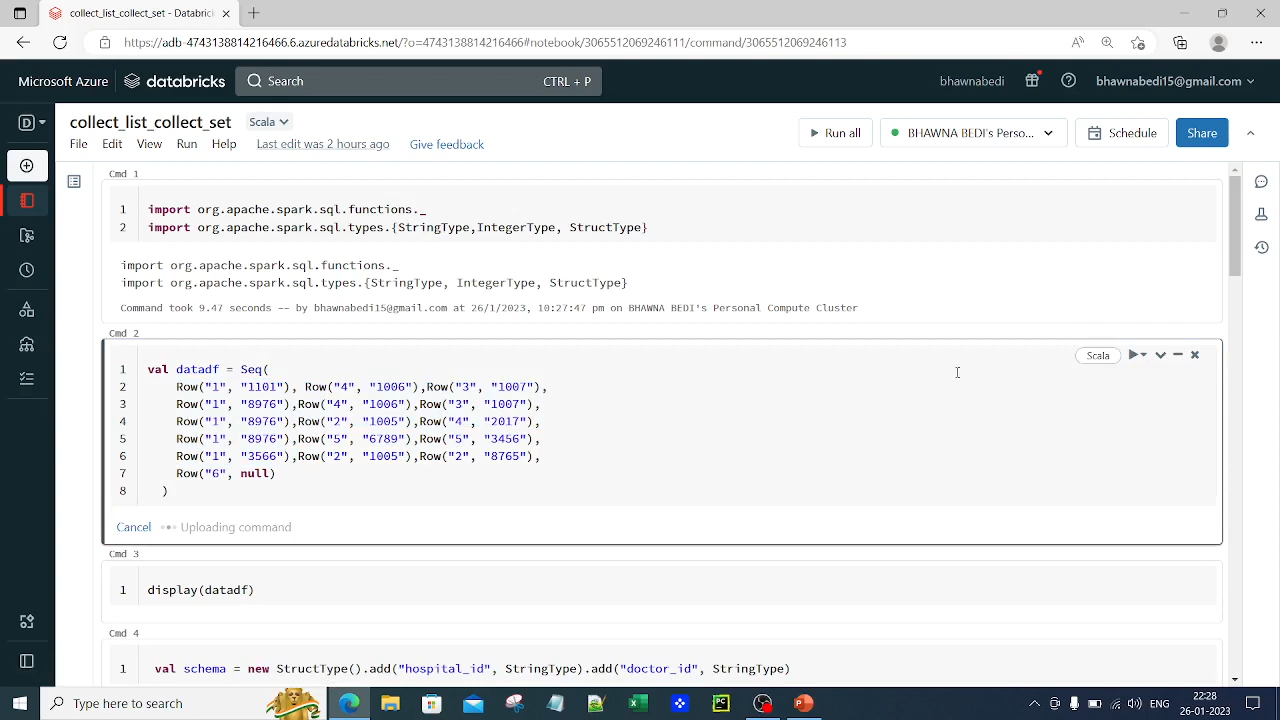 collect_list_collect_set - Databric
https://adb-4743138814216466.6.azuredatabricks.net/?o=4743138814216466#notebook/3065512069246111/command/3065512069246113
Microsoft Azure databricks Search CTRL + P bhawnabedi bhawnabedi15@gmail.com
D
collect_list_collect_set Scala
File Edit View Run Help Last edit was 2 hours ago Give feedback
Run all BHAWNA BEDI's Perso... Schedule Share
Cmd 1
1 import org.apache.spark.sql.functions._
2 import org.apache.spark.sql.types.{StringType,IntegerType, StructType}
import org.apache.spark.sql.functions._
import org.apache.spark.sql.types.{StringType, IntegerType, StructType}
Command took 9.47 seconds -- by bhawnabedi15@gmail.com at 26/1/2023, 10:27:47 pm on BHAWNA BEDI's Personal Compute Cluster
Cmd 2
Scala
1 val datadf = Seq(
2 Row("1", "1101"), Row("4", "1006"),Row("3", "1007"),
3 Row("1", "8976"),Row("4", "1006"),Row("3", "1007"),
4 Row("1", "8976"),Row("2", "1005"),Row("4", "2017"),
5 Row("1", "8976"),Row("5", "6789"),Row("5", "3456"),
6 Row("1", "3566"),Row("2", "1005"),Row("2", "8765"),
7 Row("6", null)
8 )
Cancel Uploading command
Cmd 3
1 display(datadf)
Cmd 4
1 val schema = new StructType().add("hospital_id", StringType).add("doctor_id", StringType)
Type here to search
PC
P
ENG
22:28
26-01-2023